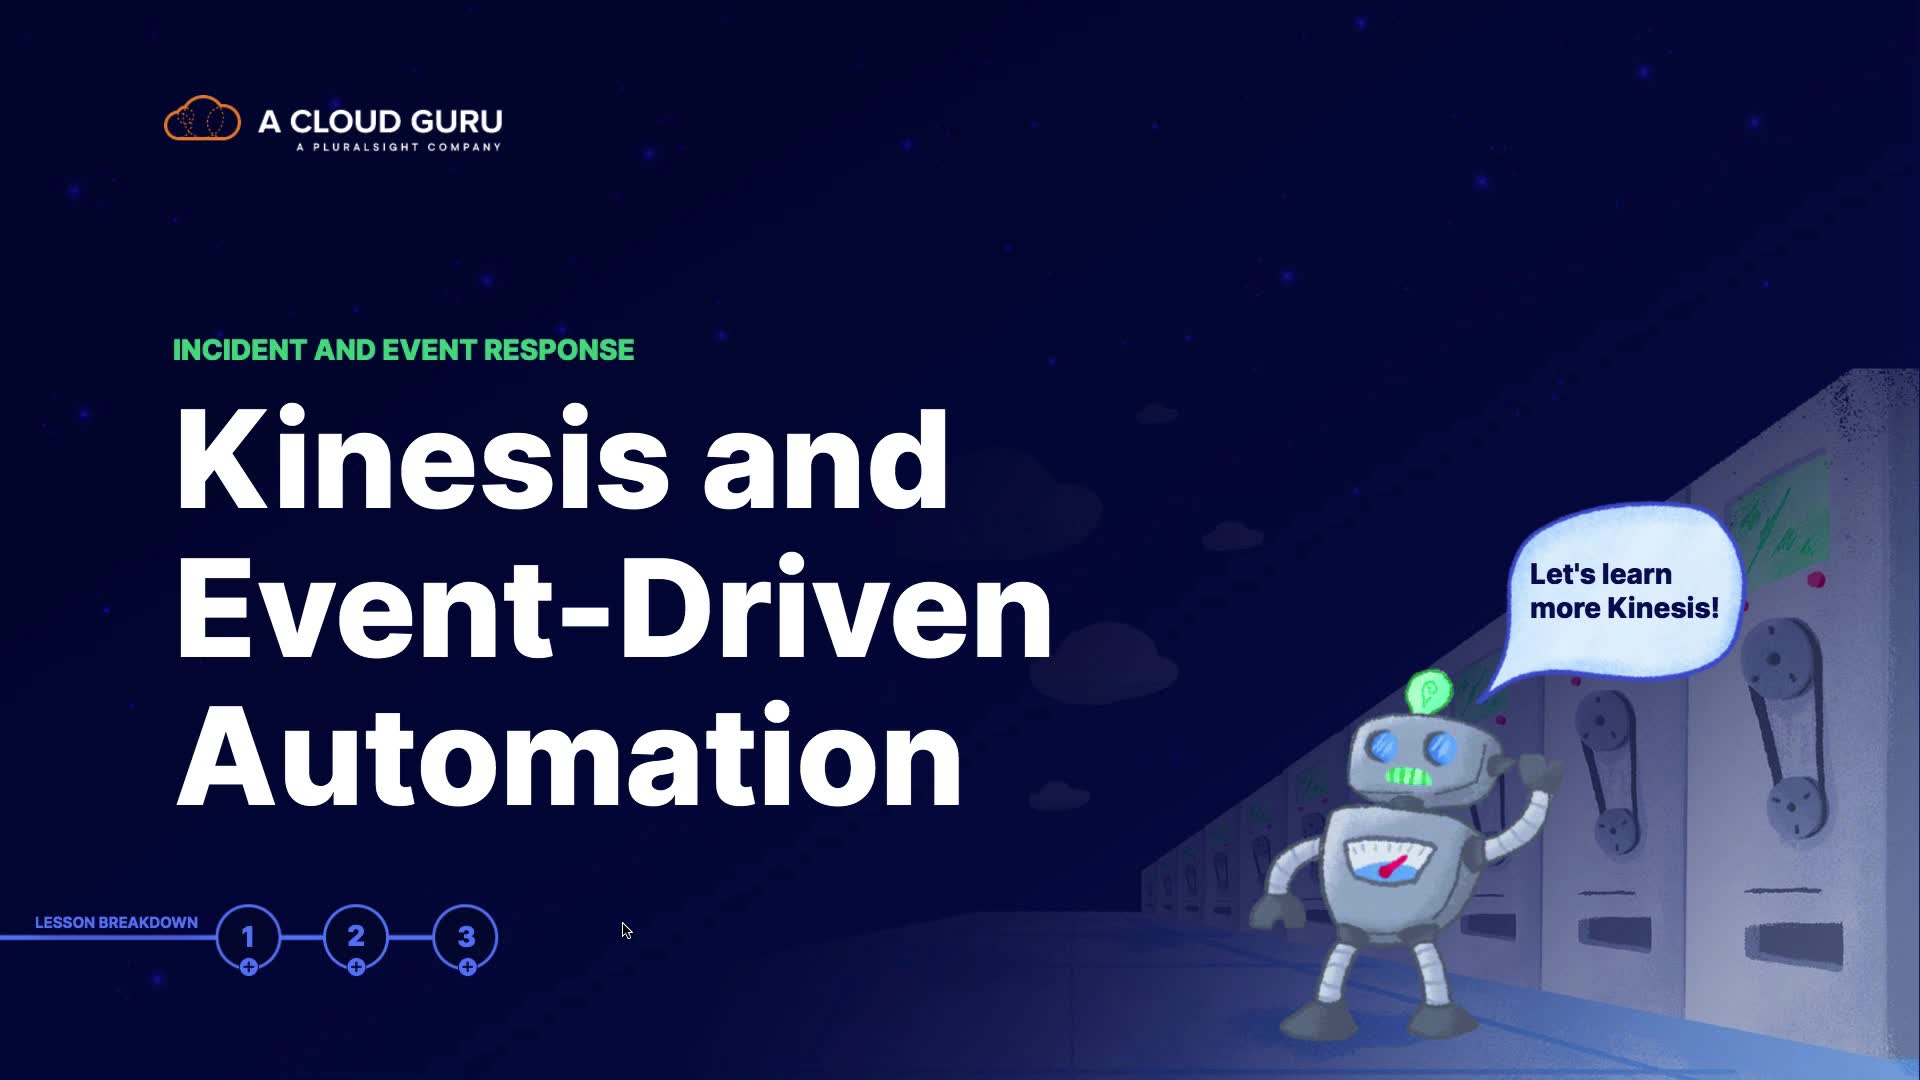 A CLOUD GURU
A PLURALSIGHT COMPANY
INCIDENT AND EVENT RESPONSE
Kinesis and
Event-Driven
Automation
Let's learn
more Kinesis!
LESSON BREAKDOWN
1
2
3